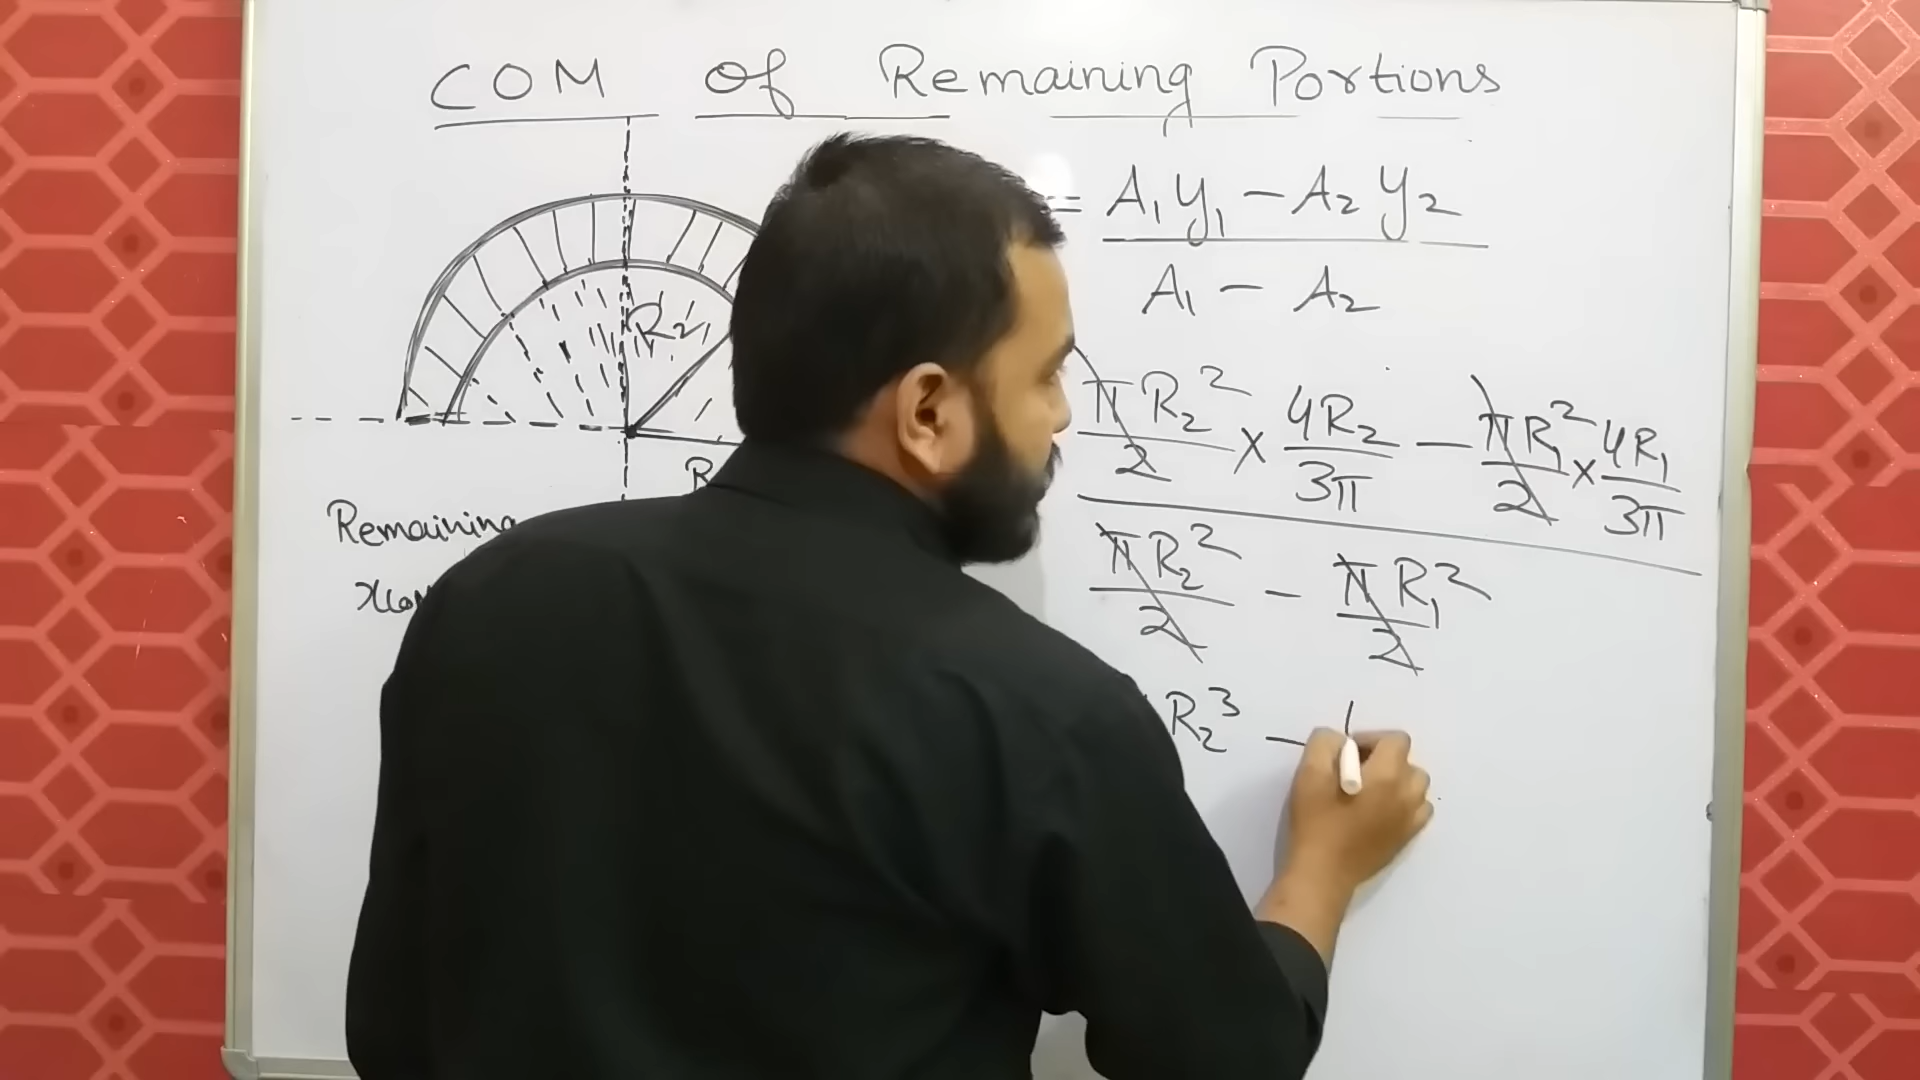 COM Of Remaining Portions
= A₁y₁ - A₂y₂
A₁ - A₂
R₂
R
πR₂²/2 × 4R₂/3π - πR₁²/2 × 4R₁/3π
πR₂²/2 - πR₁²/2
Remaining
R₂³ -